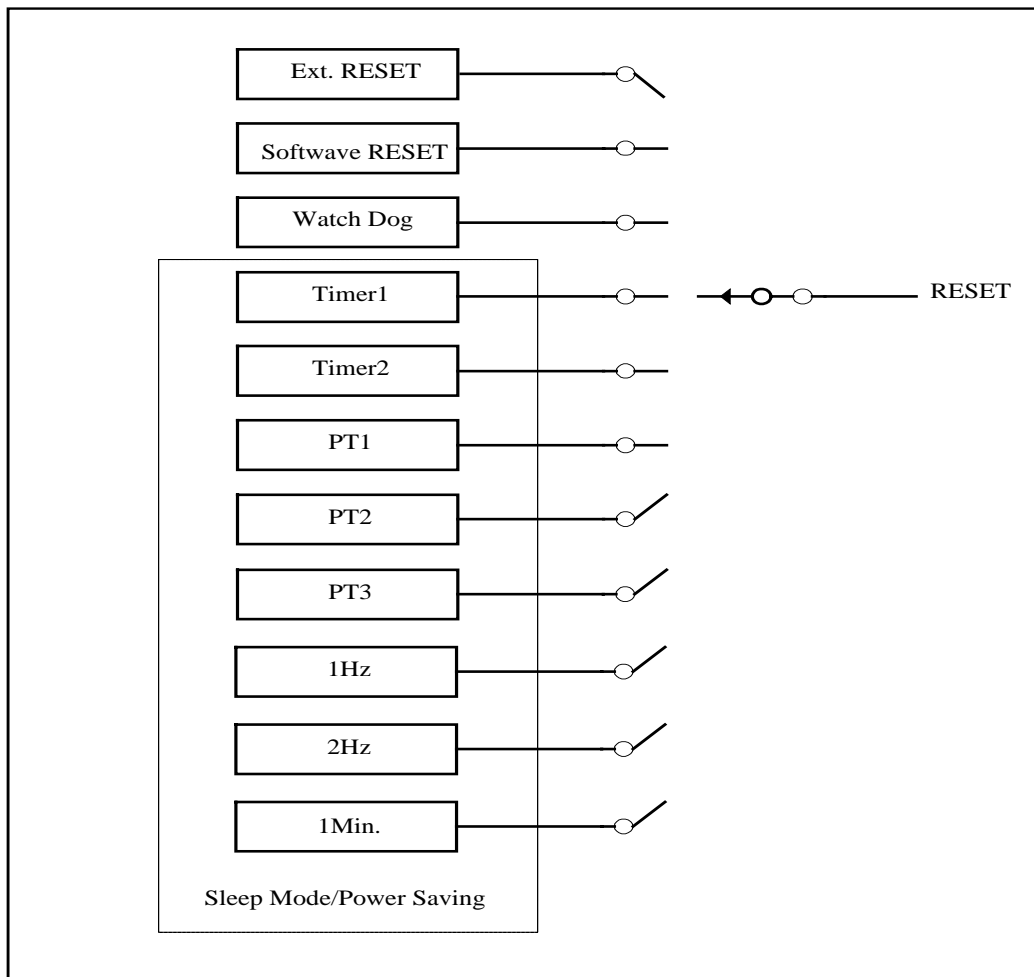 Ext. RESET
Softwave RESET
Watch Dog
Timer1
RESET
Timer2
PT1
PT2
PT3
1Hz
2Hz
1Min.
Sleep Mode/Power Saving